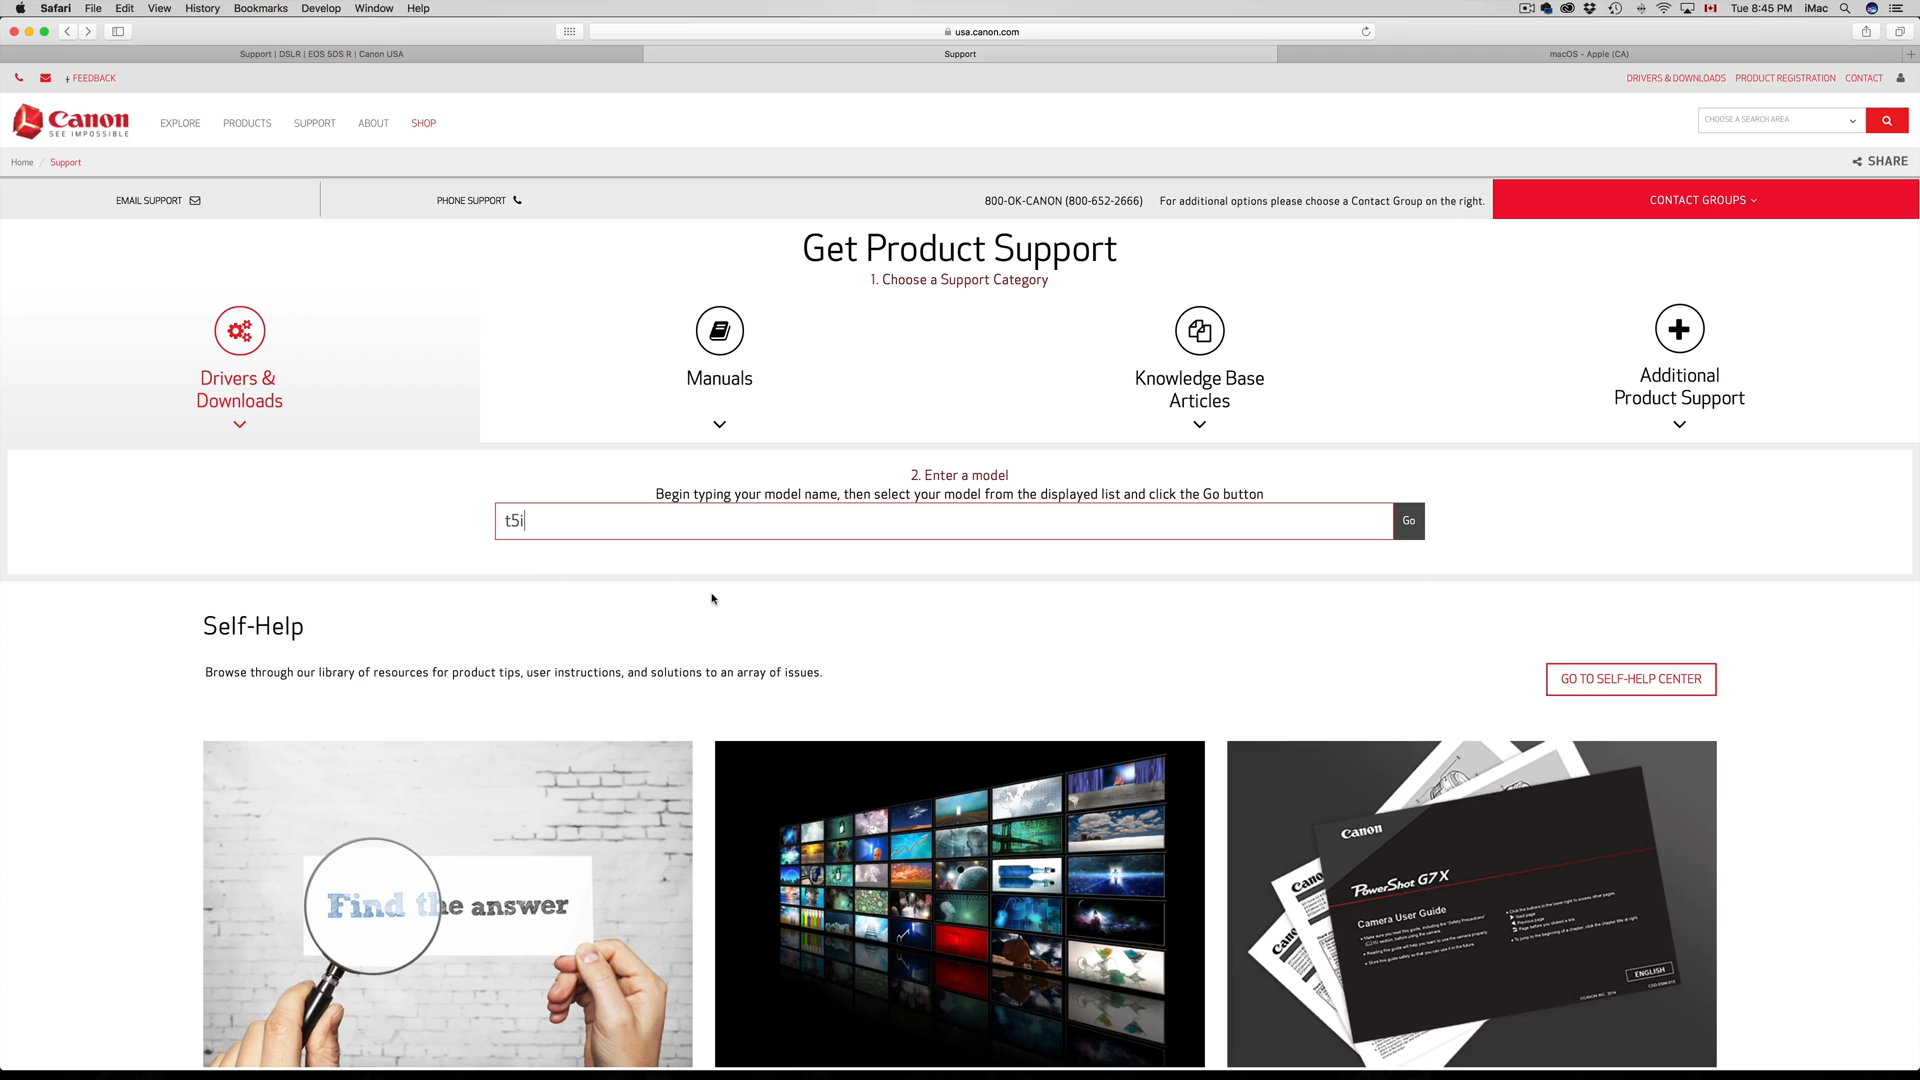 Safari File Edit View History Bookmarks Develop Window Help Tue 8:45 PM iMac
usa.canon.com
Support | DSLR | EOS 5DS R | Canon USA Support macOS - Apple (CA)
+ FEEDBACK DRIVERS & DOWNLOADS PRODUCT REGISTRATION CONTACT
Canon
SEE IMPOSSIBLE
EXPLORE PRODUCTS SUPPORT ABOUT SHOP CHOOSE A SEARCH AREA
Home / Support SHARE
EMAIL SUPPORT PHONE SUPPORT 800-OK-CANON (800-652-2666) For additional options please choose a Contact Group on the right. CONTACT GROUPS
Get Product Support
1. Choose a Support Category
Drivers &
Downloads
Manuals
Knowledge Base
Articles
Additional
Product Support
2. Enter a model
Begin typing your model name, then select your model from the displayed list and click the Go button
t5i Go
Self-Help
Browse through our library of resources for product tips, user instructions, and solutions to an array of issues.
GO TO SELF-HELP CENTER
Find the answer
Canon
PowerShot G7 X
Camera User Guide
ENGLISH